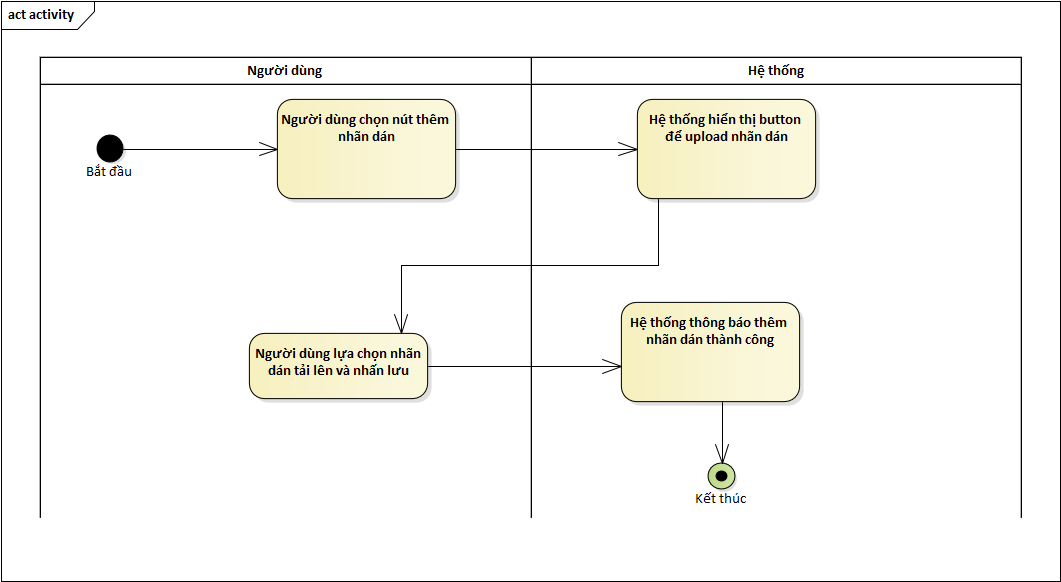 act activity
Người dùng
Hệ thống
Người dùng chọn nút thêm
nhãn dán
Hệ thống hiển thị button
để upload nhãn dán
Bắt đầu
Người dùng lựa chọn nhãn
dán tải lên và nhấn lưu
Hệ thống thông báo thêm
nhãn dán thành công
Kết thúc